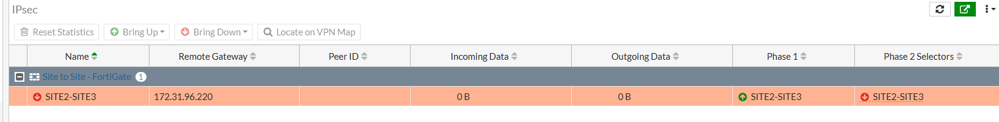 IPsec
Reset Statistics Bring Up Bring Down Locate on VPN Map
Name Remote Gateway Peer ID Incoming Data Outgoing Data Phase 1 Phase 2 Selectors
Site to Site - FortiGate 1
SITE2-SITE3 172.31.96.220 0 B 0 B SITE2-SITE3 SITE2-SITE3